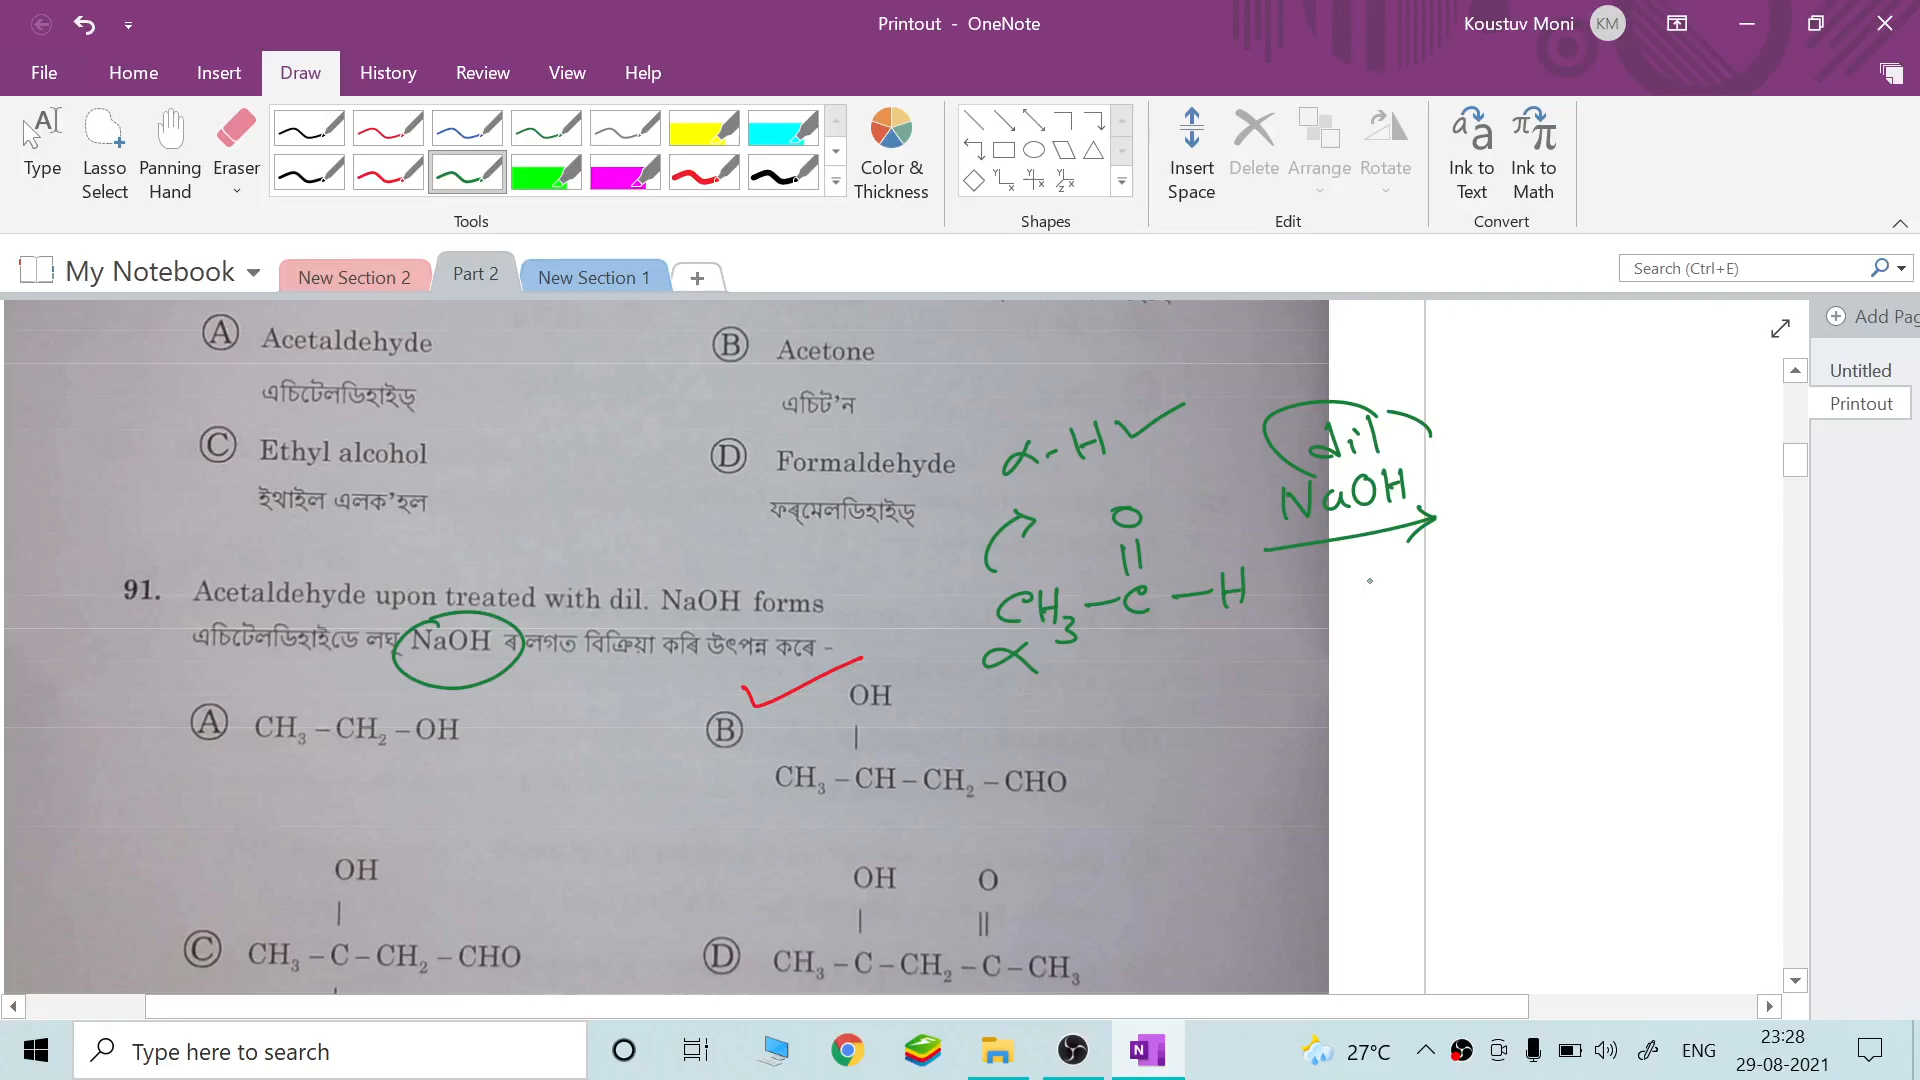 Printout - OneNote
Koustuv Moni KM
File Home Insert Draw History Review View Help
Type
Lasso Select
Panning Hand
Eraser
Color & Thickness
Insert Space
Delete
Arrange
Rotate
Ink to Text
Ink to Math
Tools
Shapes
Edit
Convert
My Notebook
New Section 2
Part 2
New Section 1
Search (Ctrl+E)
Add Pag
Untitled
Printout
Ⓐ Acetaldehyde Ⓑ Acetone
এচিটেলডিহাইড্ এচিট'ন
Ⓒ Ethyl alcohol Ⓓ Formaldehyde
ইথাইল এলক'হল ফৰ্মেলডিহাইড্
α-H ✓
dil
NaOH
O
||
CH₃ — C — H
α
91. Acetaldehyde upon treated with dil. NaOH forms
এচিটেলডিহাইডে লঘু NaOH ৰ লগত বিক্ৰিয়া কৰি উৎপন্ন কৰে -
Ⓐ CH₃ – CH₂ – OH
Ⓑ
OH
|
CH₃ – CH – CH₂ – CHO
OH
|
Ⓒ CH₃ – C – CH₂ – CHO
OH O
| ||
Ⓓ CH₃ – C – CH₂ – C – CH₃
Type here to search
27°C
ENG
23:28
29-08-2021